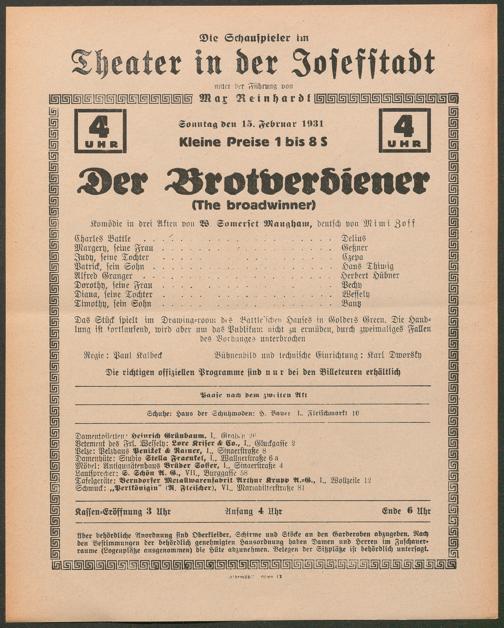 Die Schauspieler im
Theater in der Josefstadt
unter der Führung von
Max Reinhardt
4 UHR
4 UHR
Sonntag den 15. Februar 1931
Kleine Preise 1 bis 8 S
Der Brotverdiener
(The broadwinner)
Komödie in drei Akten von W. Somerset Maugham, deutsch von Mimi Zoff
Charles Battle . . . . . . . . . . . . . . Delius
Margery, seine Frau . . . . . . . . . . . . . . Geßner
Judy, seine Tochter . . . . . . . . . . . . . . Czepa
Patrick, sein Sohn . . . . . . . . . . . . . . Hans Thimig
Alfred Granger . . . . . . . . . . . . . . Herbert Hübner
Dorothy, seine Frau . . . . . . . . . . . . . . Pechy
Diana, seine Tochter . . . . . . . . . . . . . . Wessely
Timothy, sein Sohn . . . . . . . . . . . . . .
Das Stück spielt im Drawing-room des Battle'schen Hauses in Golders Green. Die Hand-
lung ist fortlaufend, wird aber um das Publikum nicht zu ermüden, durch zweimaliges Fallen
des Vorhanges unterbrochen
Regie: Paul Kalbeck Bühnenbild und technische Einrichtung: Karl Dworsky
Die richtigen offiziellen Programme sind nur bei den Billeteuren erhältlich
Pause nach dem zweiten Akt
Schuhe: Haus der Schuhmoden: H. Bauer I., Fleischmarkt 10
Damentoiletten: Heinrich Grünbaum, I., Graben
Vetement des Frl. Wessely: Lore Kriser & Co., I., Gluckgasse 2
Pelze: Pelzhaus Penizek & Rainer, I.,
Damenhüte: Studio Stella Fraenkel, I., Wallnerstraße 6 a
Möbel: Antiquitätenhaus Brüder Soffer, I., Singerstraße 4
Lautsprecher: E. Schön A. G., VII., Burggasse 58
Tafelgeräte: Berndorfer Metallwarenfabrik Arthur Krupp A.-G., I., Wollzeile 12
Schmuck: „Perlkönigin" (R. Fleischer), VI., Mariahilferstraße 81
Kassen-Eröffnung 3 Uhr Anfang 4 Uhr Ende 6 Uhr
Über behördliche Anordnung sind Oberkleider, Schirme und Stöcke an den Garderoben abzugeben. Nach
den Bestimmungen der behördlich genehmigten Hausordnung haben Damen und Herren im Zuschauer-
raume (Logenplätze ausgenommen) die Hüte abzunehmen. Belegen der Sitzplätze ist behördlich untersagt.